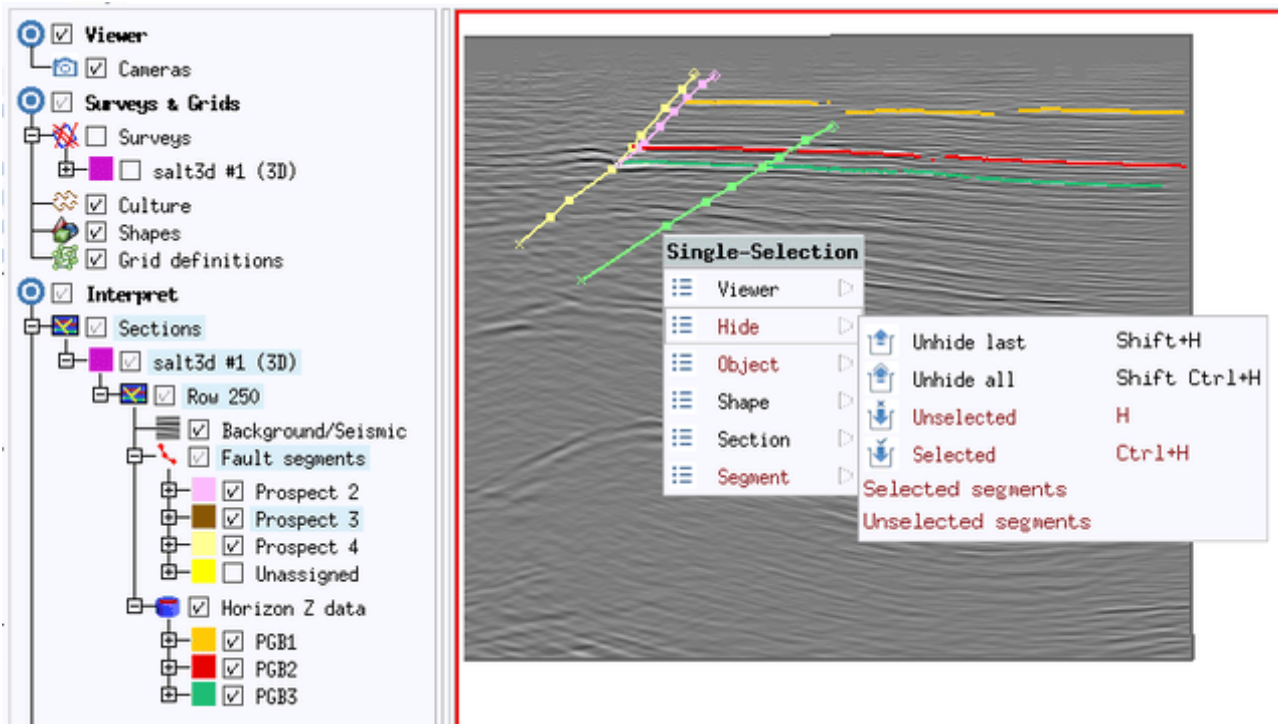 Viewer
Cameras
Surveys & Grids
Surveys
salt3d #1 (3D)
Culture
Shapes
Grid definitions
Interpret
Sections
salt3d #1 (3D)
Row 250
Background/Seismic
Fault segments
Prospect 2
Prospect 3
Prospect 4
Unassigned
Horizon Z data
PGB1
PGB2
PGB3
Single-Selection
Viewer
Hide
Object
Shape
Section
Segment
Unhide last Shift+H
Unhide all Shift Ctrl+H
Unselected H
Selected Ctrl+H
Selected segments
Unselected segments